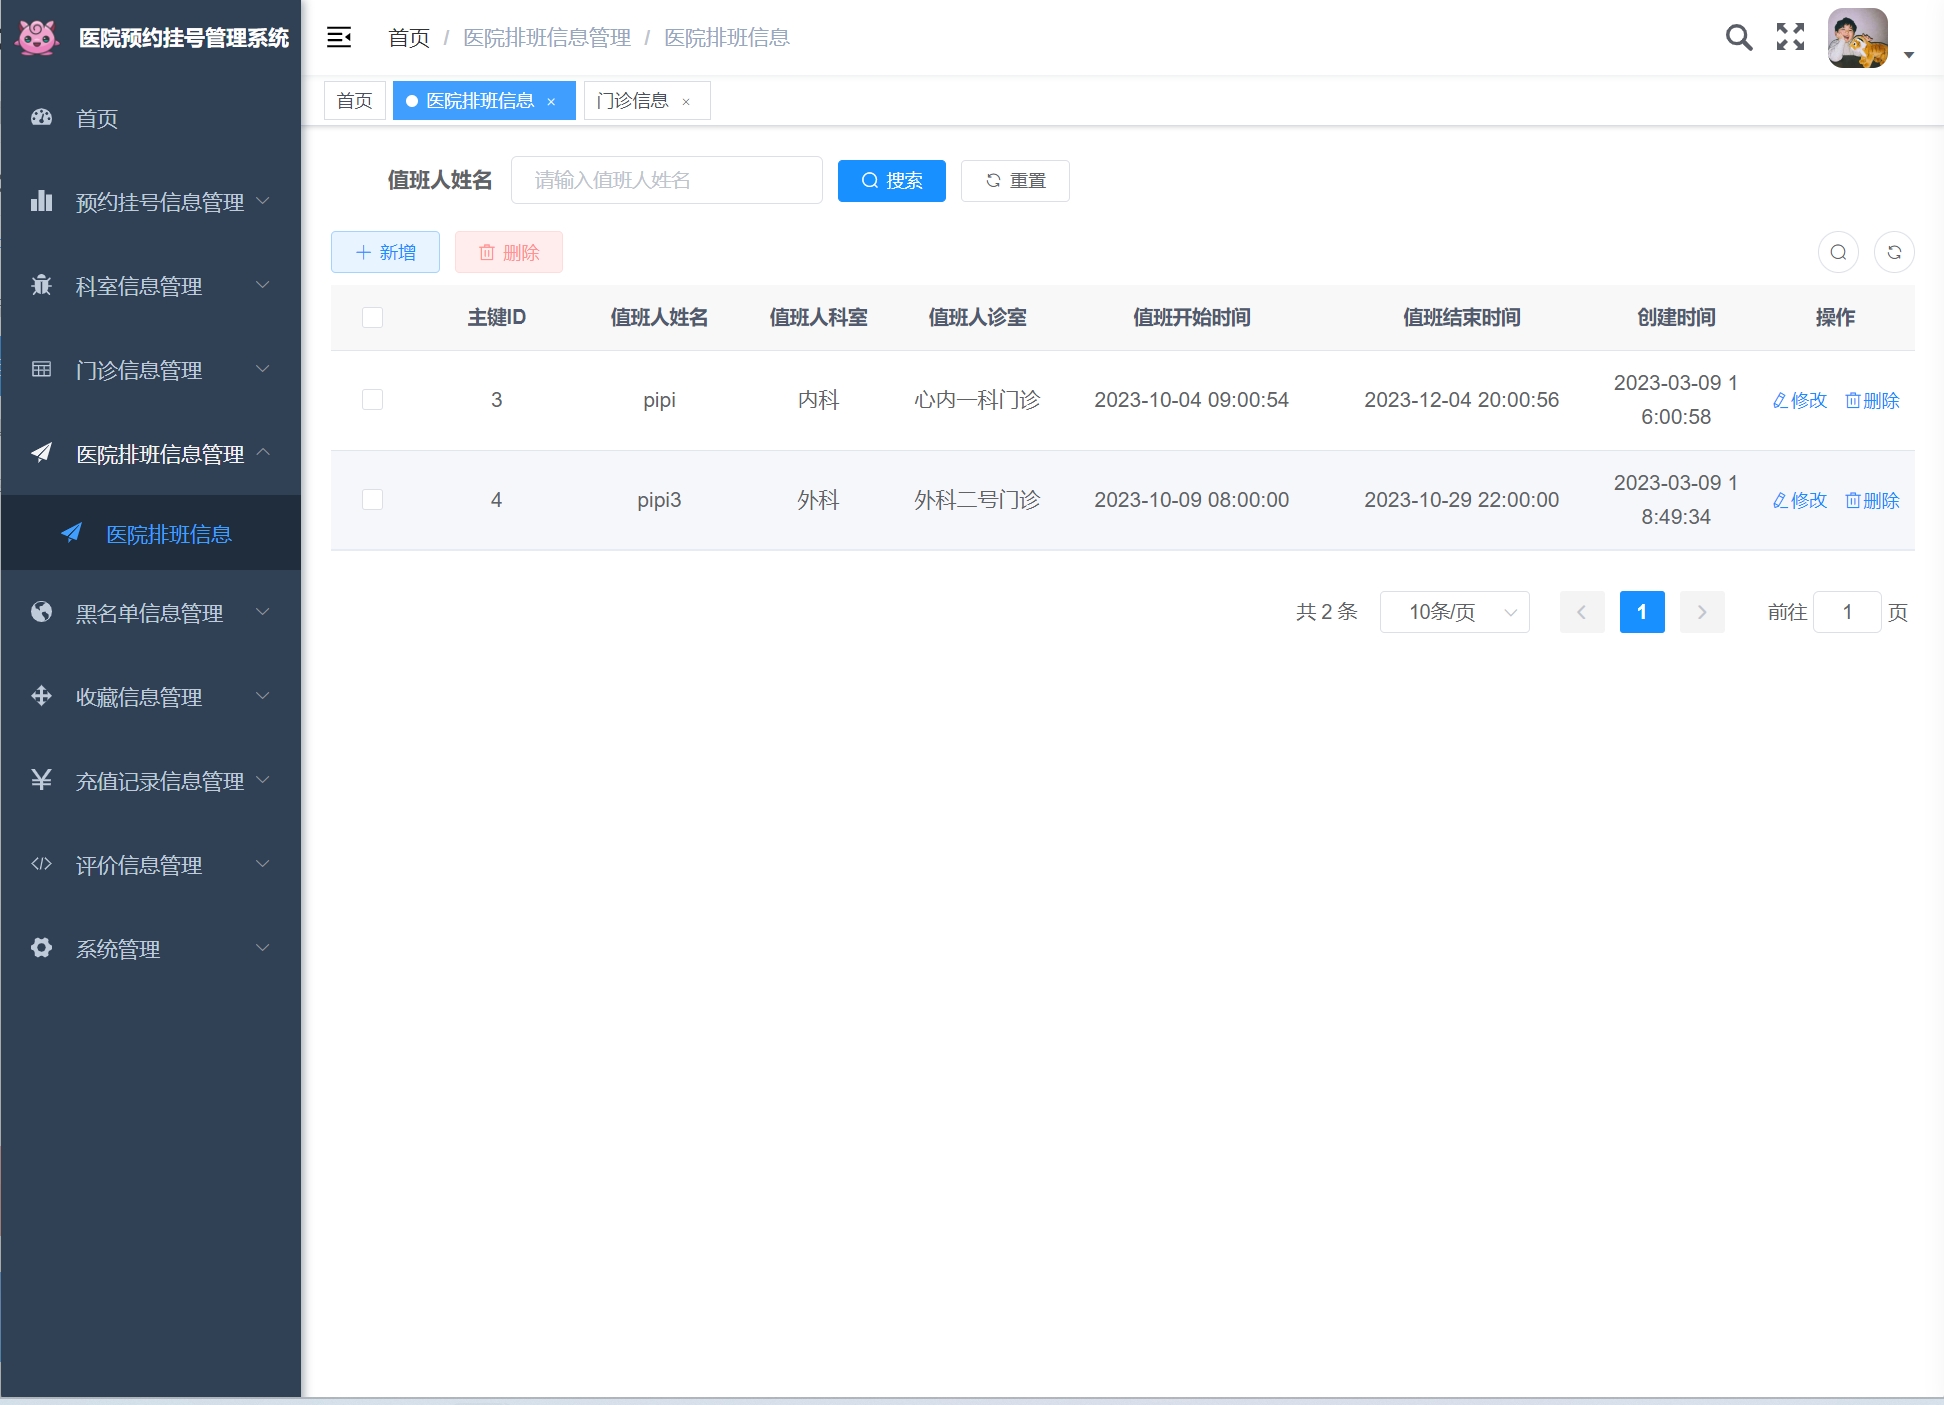 医院预约挂号管理系统
首页
预约挂号信息管理
科室信息管理
门诊信息管理
医院排班信息管理
医院排班信息
黑名单信息管理
收藏信息管理
充值记录信息管理
评价信息管理
系统管理
首页 / 医院排班信息管理 / 医院排班信息
首页 医院排班信息 × 门诊信息 ×
值班人姓名 请输入值班人姓名 搜索 重置
新增 删除
主键ID 值班人姓名 值班人科室 值班人诊室 值班开始时间 值班结束时间 创建时间 操作
3 pipi 内科 心内一科门诊 2023-10-04 09:00:54 2023-12-04 20:00:56 2023-03-09 1
6:00:58 修改 删除
4 pipi3 外科 外科二号门诊 2023-10-09 08:00:00 2023-10-29 22:00:00 2023-03-09 1
8:49:34 修改 删除
共 2 条 10条/页 1 前往 1 页